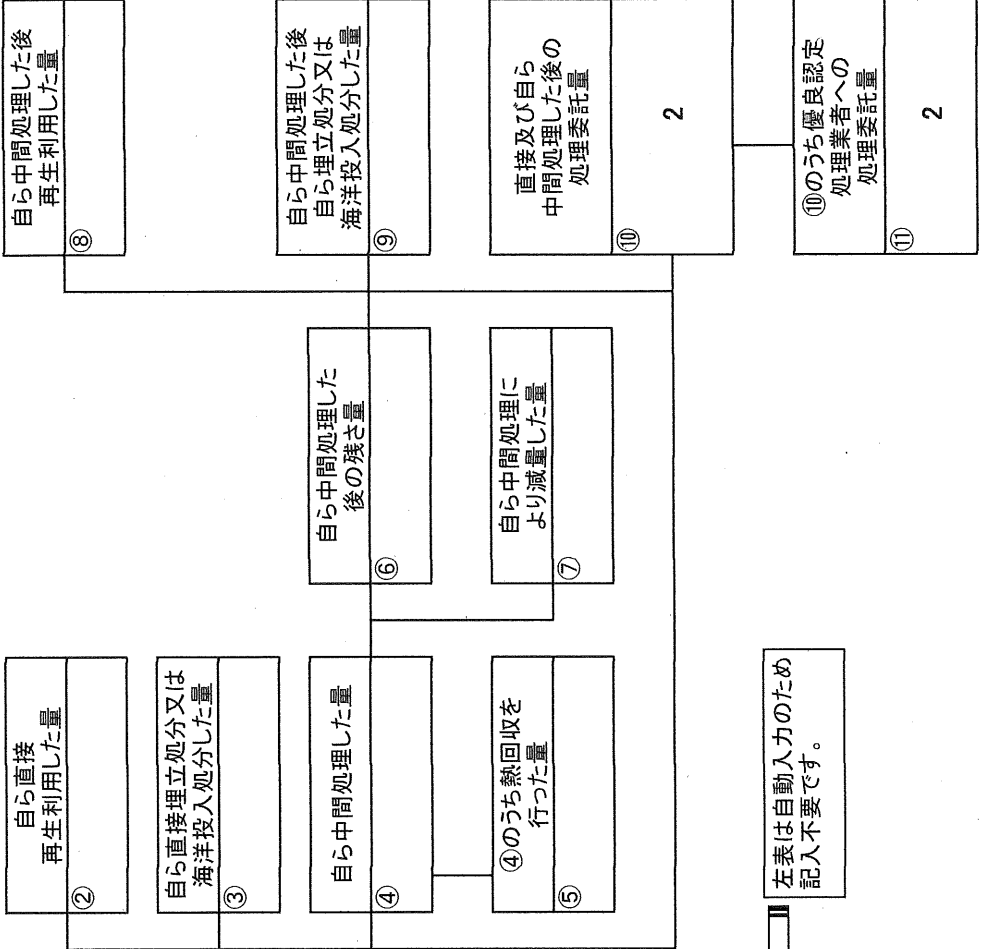 自ら直接
再生利用した量
②
自ら直接埋立処分又は
海洋投入処分した量
③
自ら中間処理した量
④
④のうち熱回収を
行った量
⑤
自ら中間処理した
後の残さ量
⑥
自ら中間処理に
より減量した量
⑦
自ら中間処理した後
再生利用した量
⑧
自ら中間処理した後
自ら埋立処分又は
海洋投入処分した量
⑨
直接及び自ら
中間処理した後の
処理委託量
⑩
2
⑩のうち優良認定
処理業者への
処理委託量
⑪
2
左表は自動入力のため
記入不要です。